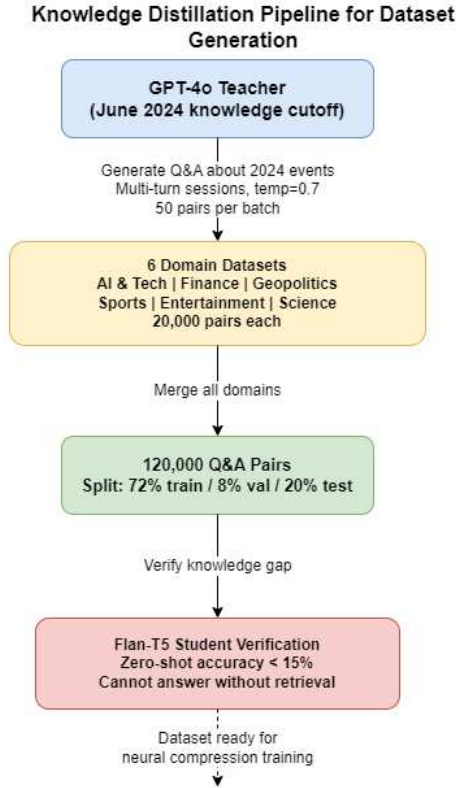 Knowledge Distillation Pipeline for Dataset
Generation
GPT-4o Teacher
(June 2024 knowledge cutoff)
Generate Q&A about 2024 events
Multi-turn sessions, temp=0.7
50 pairs per batch
6 Domain Datasets
AI & Tech | Finance | Geopolitics
Sports | Entertainment | Science
20,000 pairs each
Merge all domains
120,000 Q&A Pairs
Split: 72% train / 8% val / 20% test
Verify knowledge gap
Flan-T5 Student Verification
Zero-shot accuracy < 15%
Cannot answer without retrieval
Dataset ready for
neural compression training